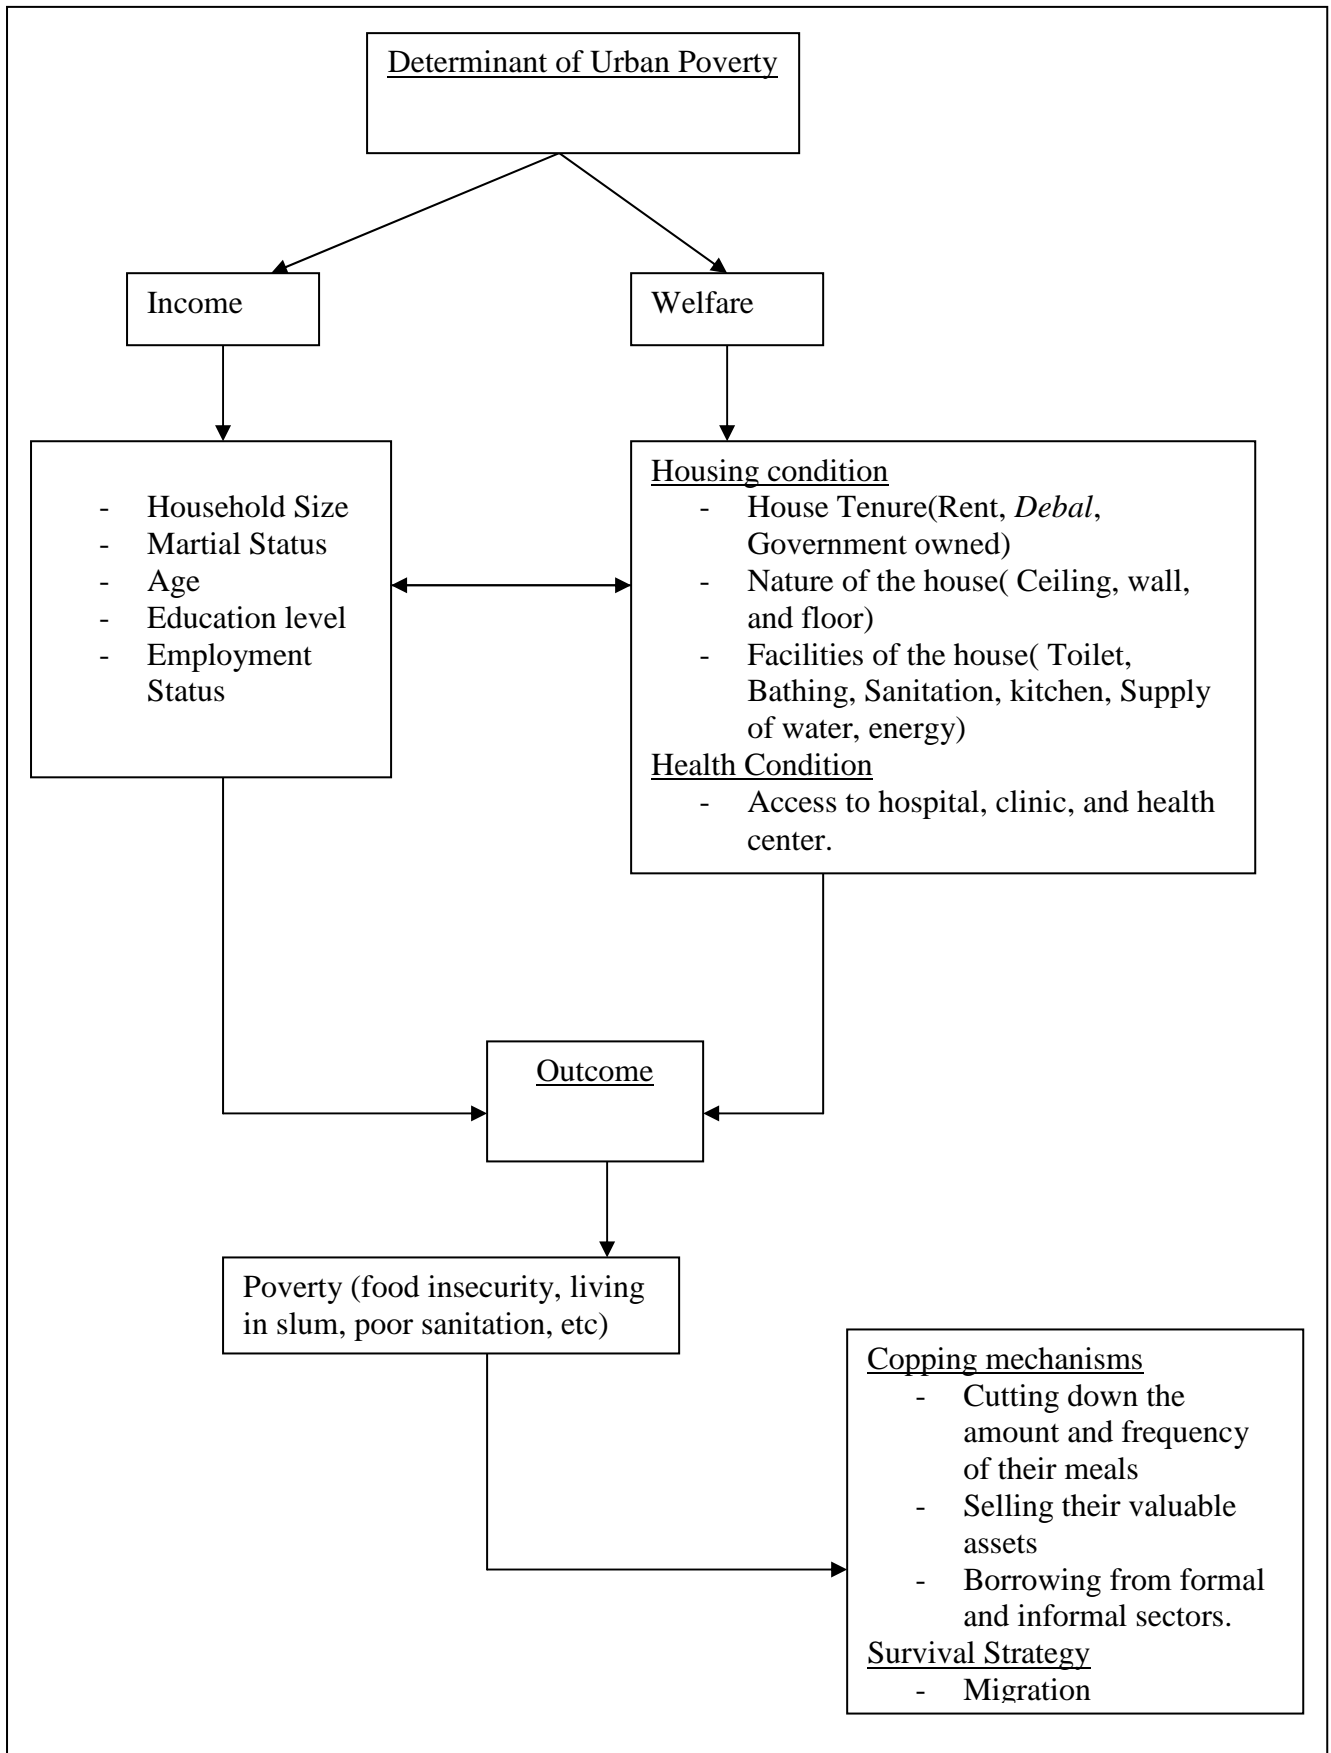 Determinant of Urban Poverty
Income
Welfare
- Household Size
- Martial Status
- Age
- Education level
- Employment
Status
Housing condition
- House Tenure(Rent, Debal,
Government owned)
- Nature of the house( Ceiling, wall,
and floor)
- Facilities of the house( Toilet,
Bathing, Sanitation, kitchen, Supply
of water, energy)
Health Condition
- Access to hospital, clinic, and health
center.
Outcome
Poverty (food insecurity, living
in slum, poor sanitation, etc)
Copping mechanisms
- Cutting down the
amount and frequency
of their meals
- Selling their valuable
assets
- Borrowing from formal
and informal sectors.
Survival Strategy
- Migration